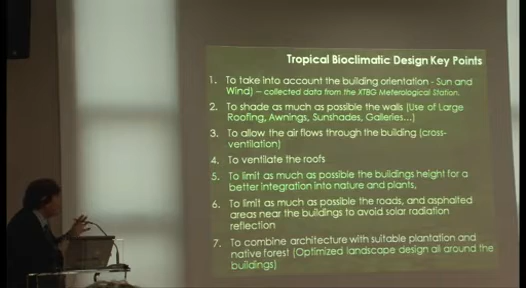 Tropical Bioclimatic Design Key Points
1. To take into account the building orientation - Sun and
Wind) – collected data from the XTBG Meterological Station.
2. To shade as much as possible the walls (Use of Large
Roofing, Awnings, Sunshades, Galleries...)
3. To allow the air flows through the building (cross-
ventilation)
4. To ventilate the roofs
5. To limit as much as possible the buildings height for a
better integration into nature and plants,
6. To limit as much as possible the roads, and asphalted
areas near the buildings to avoid solar radiation
reflection
7. To combine architecture with suitable plantation and
native forest (Optimized landscape design all around the
buildings)